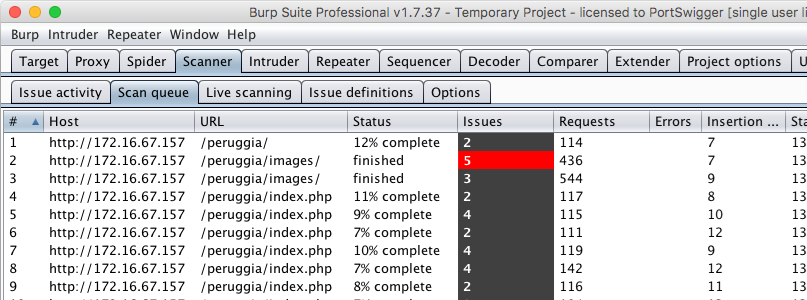 Burp Suite Professional v1.7.37 - Temporary Project - licensed to PortSwigger [single user li
Burp Intruder Repeater Window Help
Target Proxy Spider Scanner Intruder Repeater Sequencer Decoder Comparer Extender Project options U
Issue activity Scan queue Live scanning Issue definitions Options
# Host URL Status Issues Requests Errors Insertion ... Sta
1 http://172.16.67.157 /peruggia/ 12% complete 2 114 7 13
2 http://172.16.67.157 /peruggia/images/ finished 5 436 7 13
3 http://172.16.67.157 /peruggia/images/ finished 3 544 9 13
4 http://172.16.67.157 /peruggia/index.php 11% complete 2 117 8 13
5 http://172.16.67.157 /peruggia/index.php 9% complete 4 115 10 13
6 http://172.16.67.157 /peruggia/index.php 7% complete 2 111 12 13
7 http://172.16.67.157 /peruggia/index.php 10% complete 4 119 9 13
8 http://172.16.67.157 /peruggia/index.php 7% complete 4 142 12 13
9 http://172.16.67.157 /peruggia/index.php 8% complete 2 116 11 13